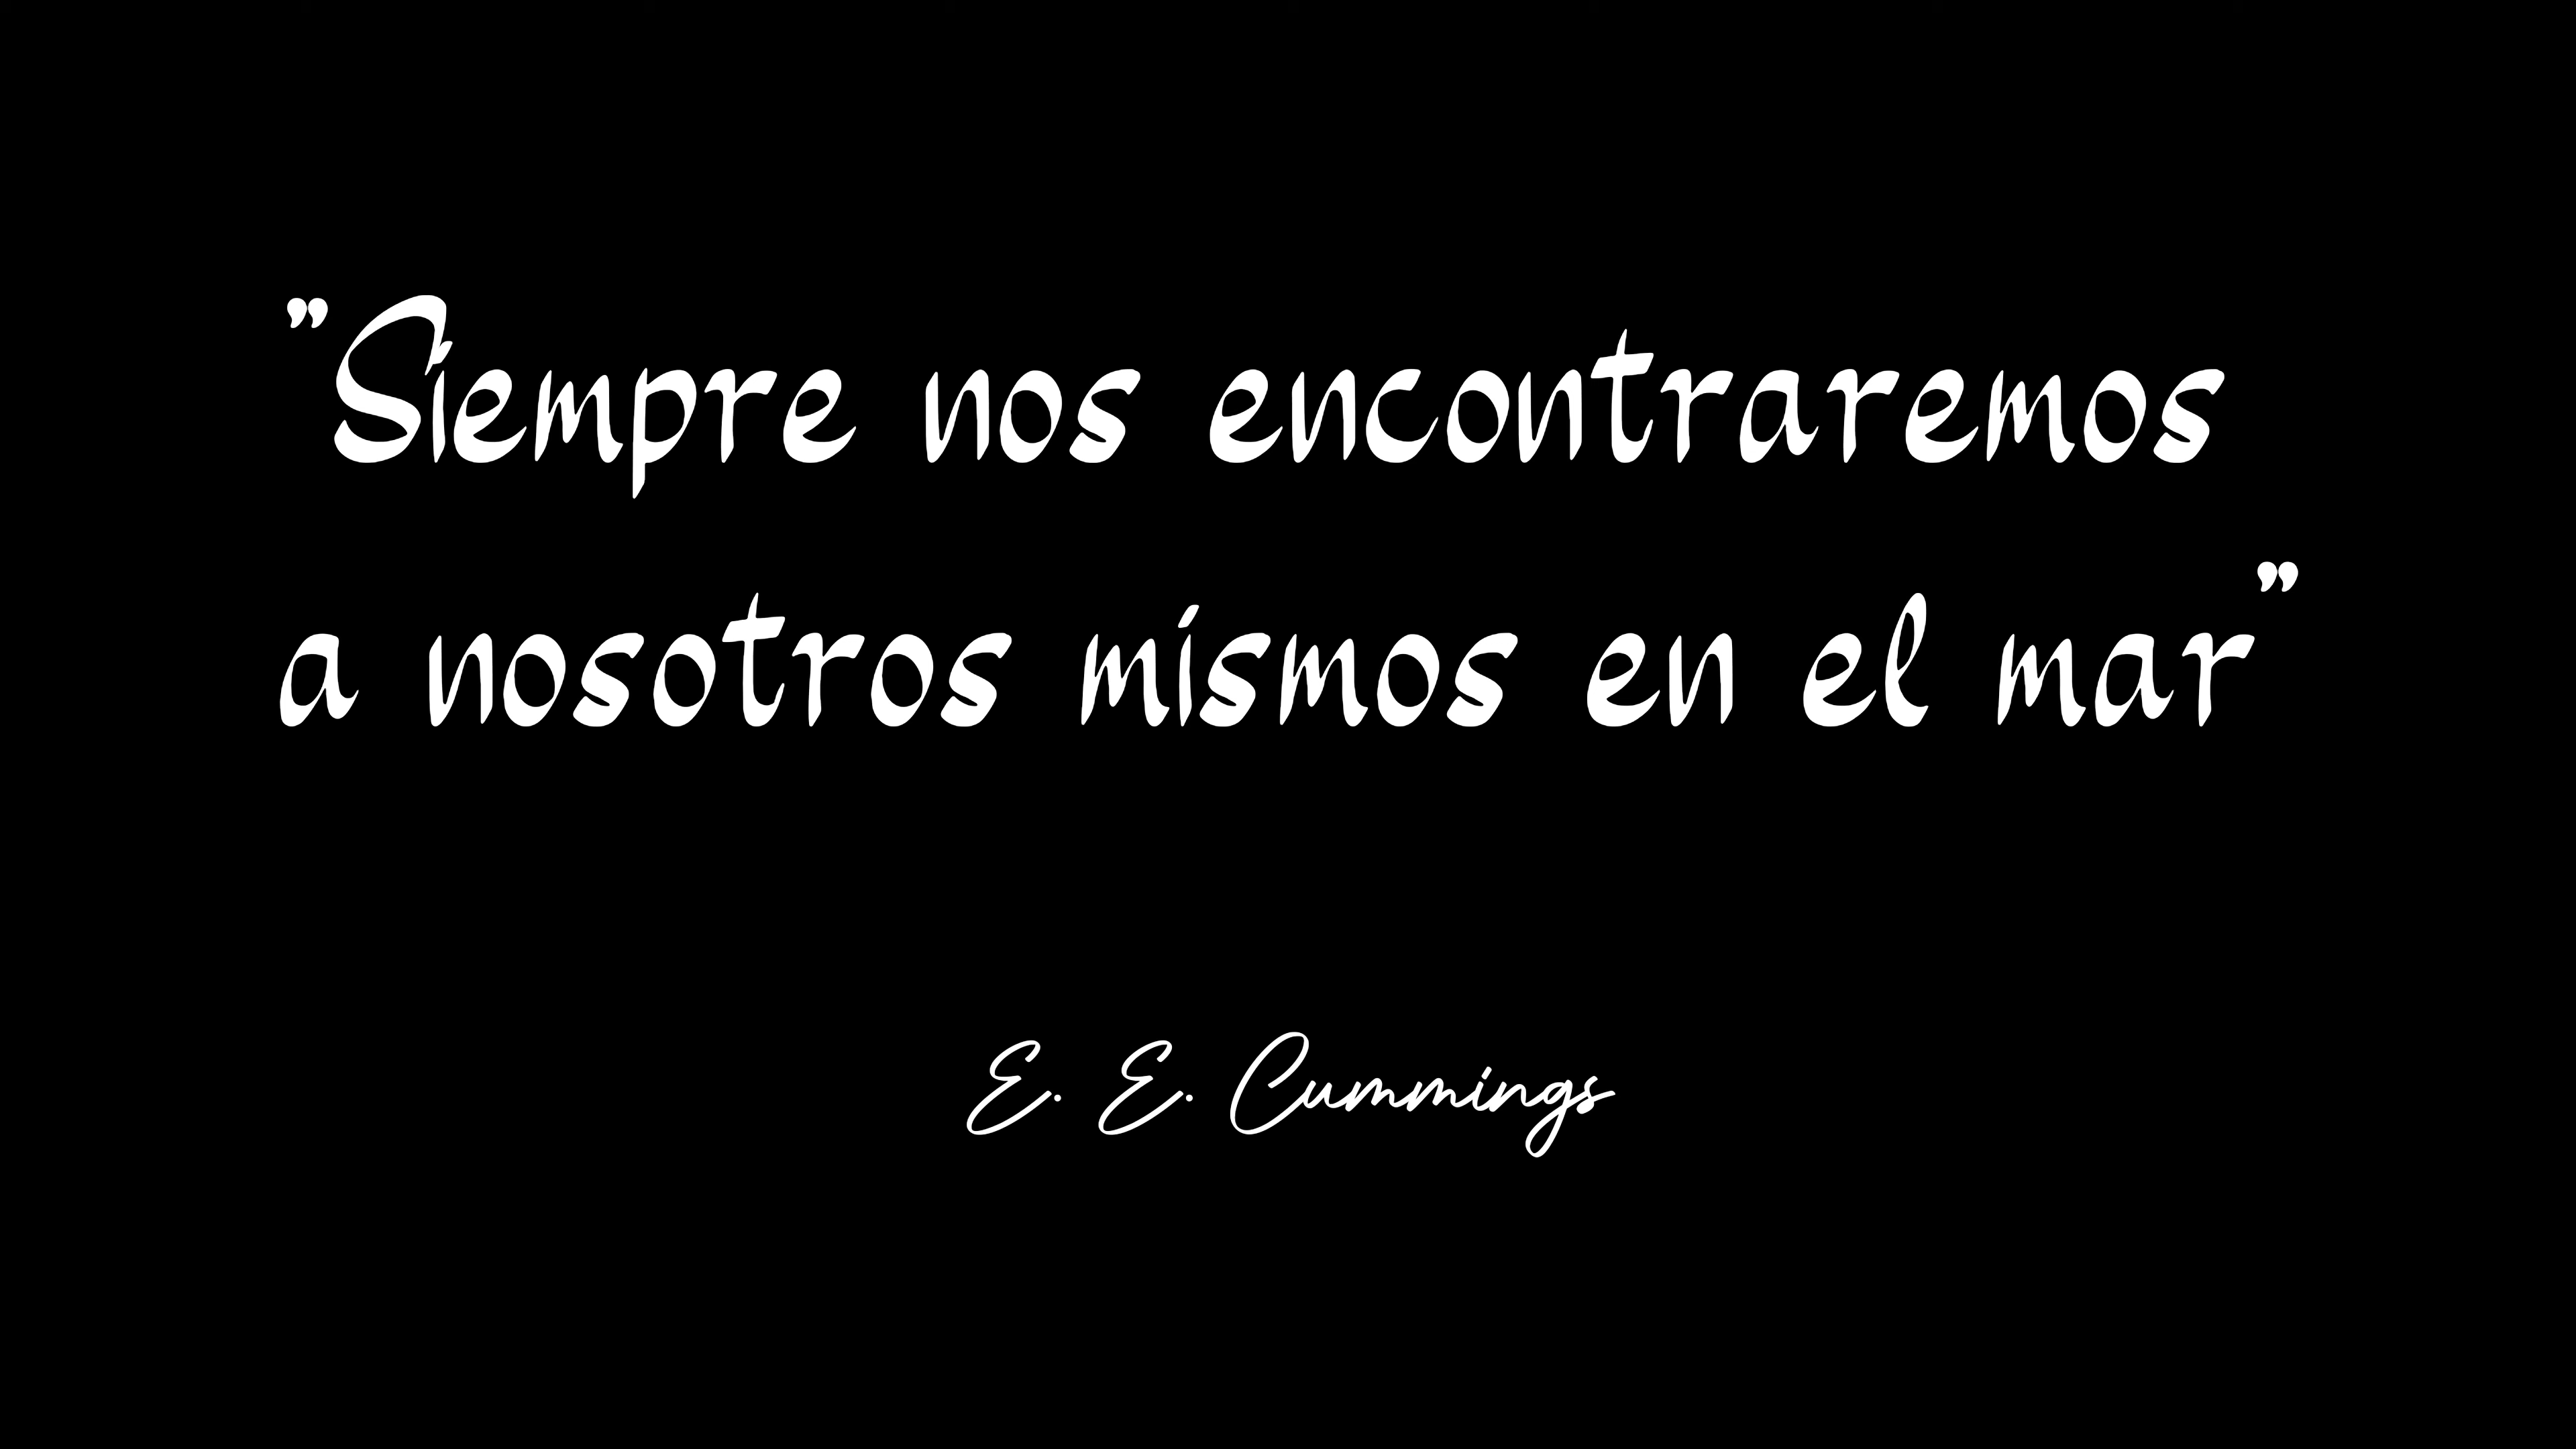 ”Siempre nos encontraremos
a nosotros mismos en el mar”
E. E. Cummings